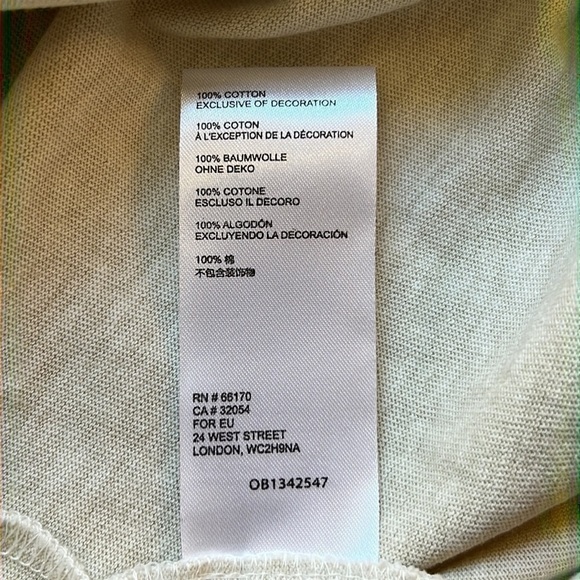 100% COTTON
EXCLUSIVE OF DECORATION
100% COTON
À L'EXCEPTION DE LA DÉCORATION
100% BAUMWOLLE
OHNE DEKO
100% COTONE
ESCLUSO IL DECORO
100% ALGODÓN
EXCLUYENDO LA DECORACIÓN
100% 棉
不包含装饰物
RN # 66170
CA # 32054
FOR EU
24 WEST STREET
LONDON, WC2H9NA
OB1342547